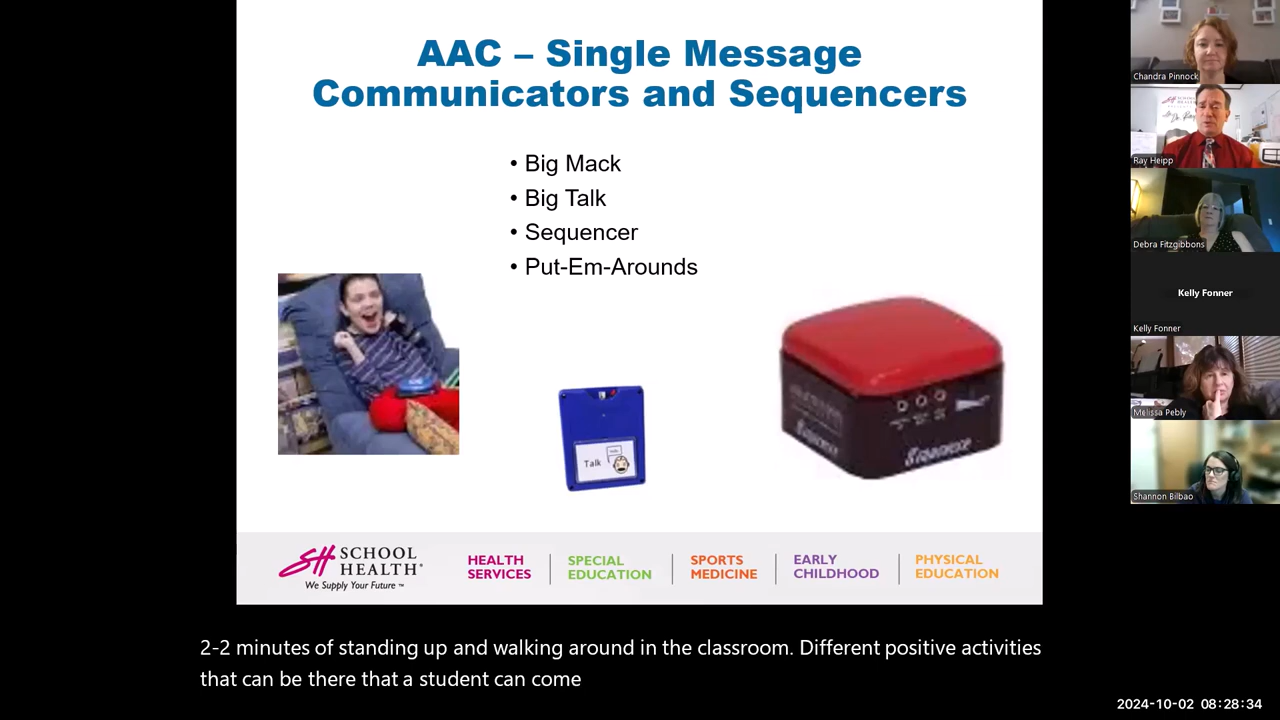 AAC – Single Message
Communicators and Sequencers
• Big Mack
• Big Talk
• Sequencer
• Put-Em-Arounds
Talk
SH SCHOOL
HEALTH®
We Supply Your Future ™
HEALTH
SERVICES
SPECIAL
EDUCATION
SPORTS
MEDICINE
EARLY
CHILDHOOD
PHYSICAL
EDUCATION
Chandra Pinnock
Ray Heipp
Debra Fitzgibbons
Kelly Fonner
Kelly Fonner
Melissa Pebly
Shannon Bilbao
2-2 minutes of standing up and walking around in the classroom. Different positive activities
that can be there that a student can come
2024-10-02 08:28:34